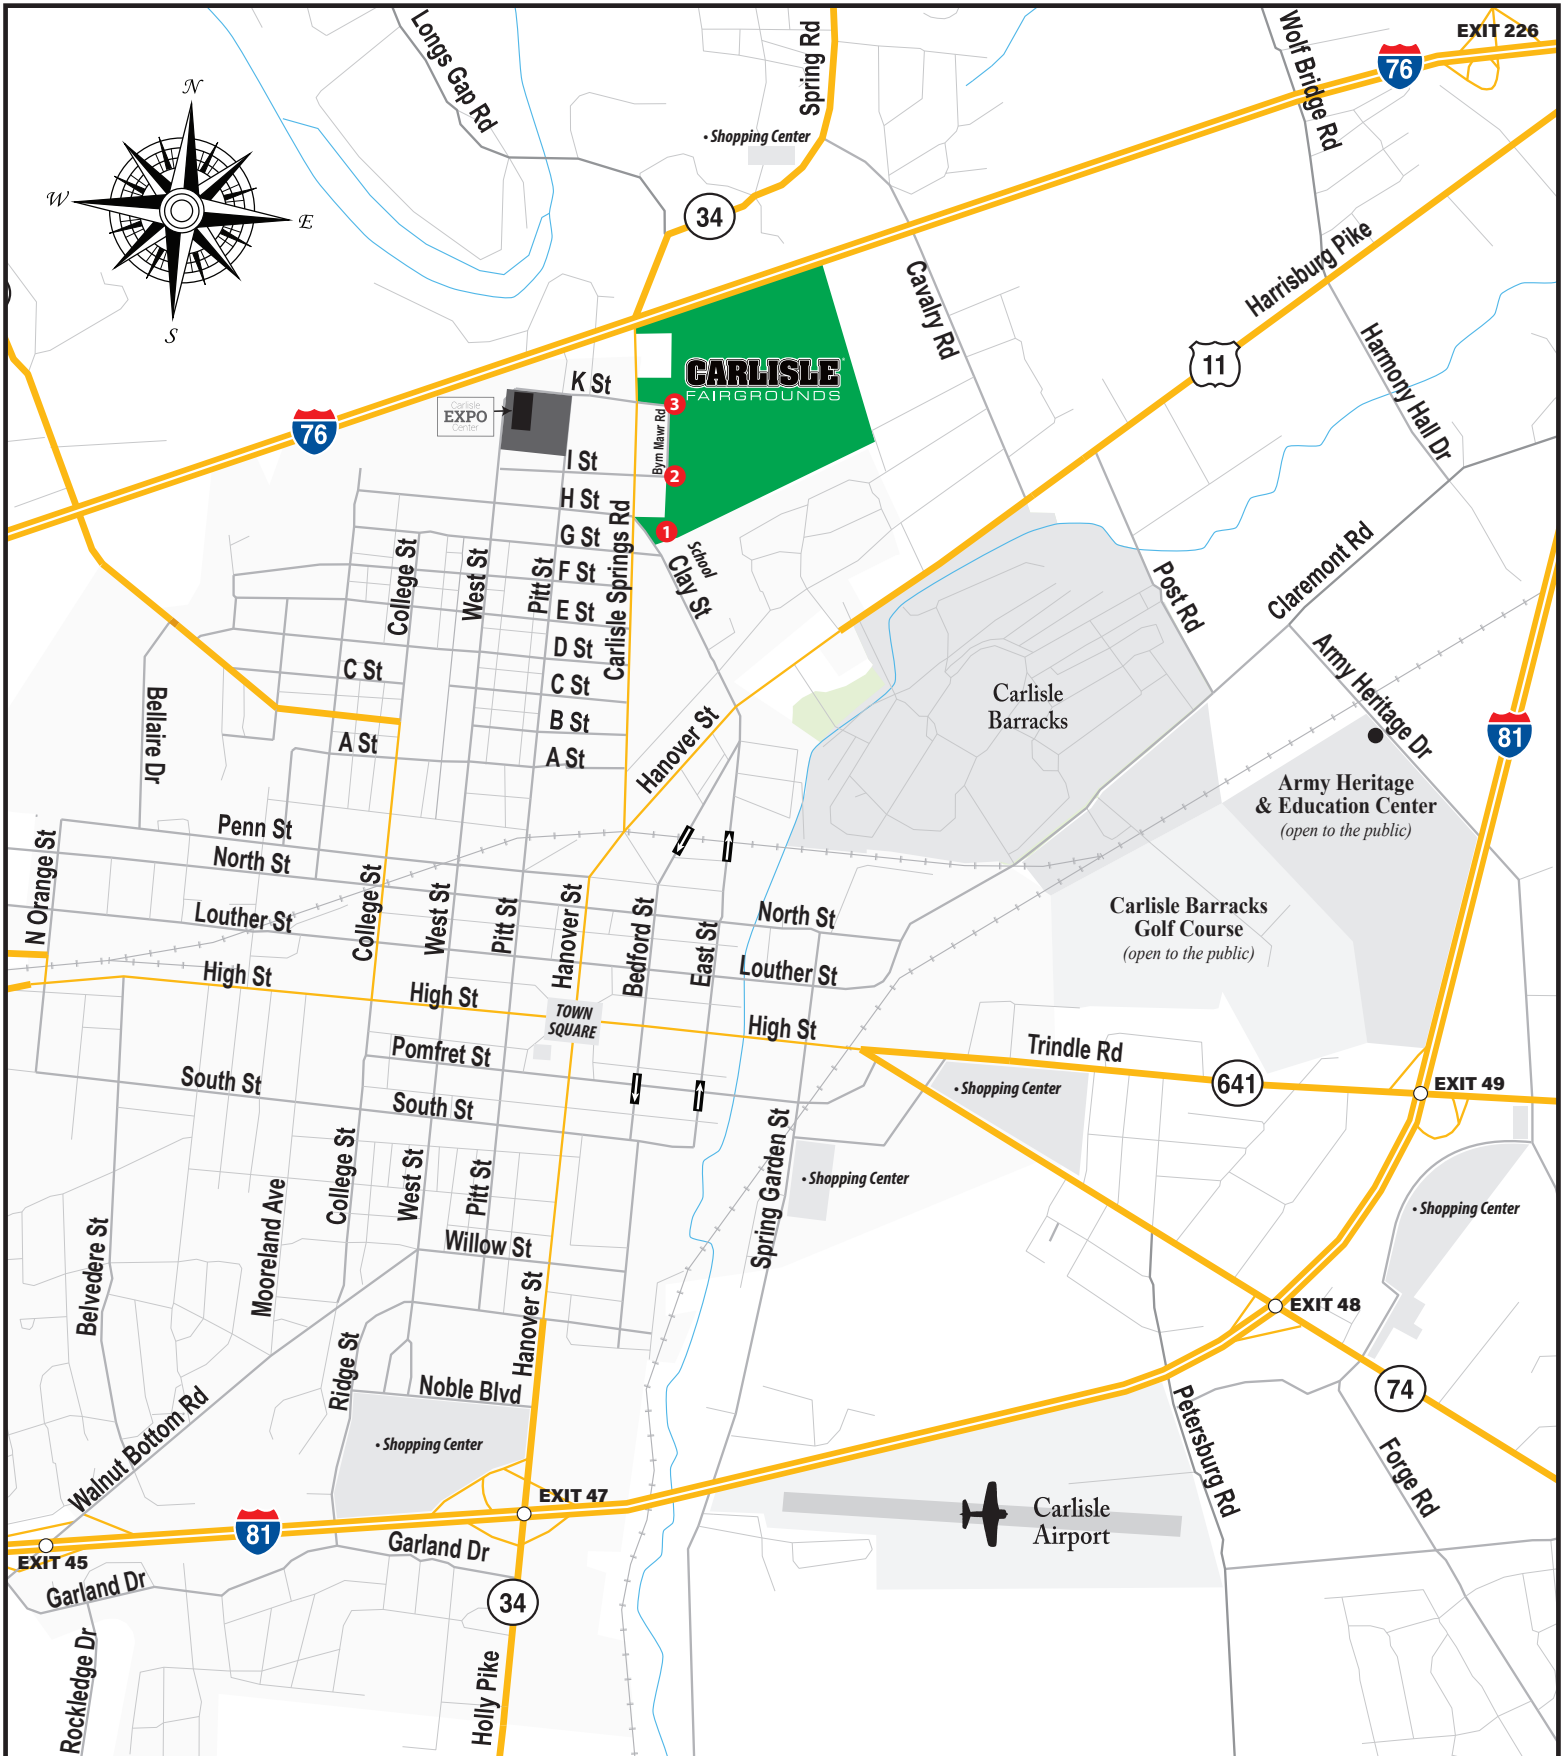 Longs Gap Rd
Spring Rd
Wolf Bridge Rd
EXIT 226
76
N
W
E
S
• Shopping Center
34
Cavalry Rd
Harrisburg Pike
11
Harmony Hall Dr
CARLISLE
FAIRGROUNDS
K St
Carlisle
EXPO
Center
3
Bym Mawr Rd
76
I St
2
H St
1
G St
School
Clay St
F St
E St
D St
C St
B St
A St
Carlisle Springs Rd
College St
West St
Pitt St
C St
A St
Bellaire Dr
Hanover St
Post Rd
Claremont Rd
Army Heritage Dr
81
Carlisle
Barracks
Army Heritage
& Education Center
(open to the public)
Carlisle Barracks
Golf Course
(open to the public)
Penn St
North St
N Orange St
Louther St
College St
West St
Pitt St
Hanover St
Bedford St
East St
North St
Louther St
High St
High St
TOWN
SQUARE
High St
Trindle Rd
641
EXIT 49
Pomfret St
South St
South St
• Shopping Center
Spring Garden St
• Shopping Center
• Shopping Center
College St
West St
Pitt St
Mooreland Ave
Belvedere St
Willow St
Hanover St
EXIT 48
74
Ridge St
Noble Blvd
Walnut Bottom Rd
• Shopping Center
Petersburg Rd
Forge Rd
EXIT 47
81
EXIT 45
Carlisle
Airport
Garland Dr
Garland Dr
34
Rockledge Dr
Holly Pike